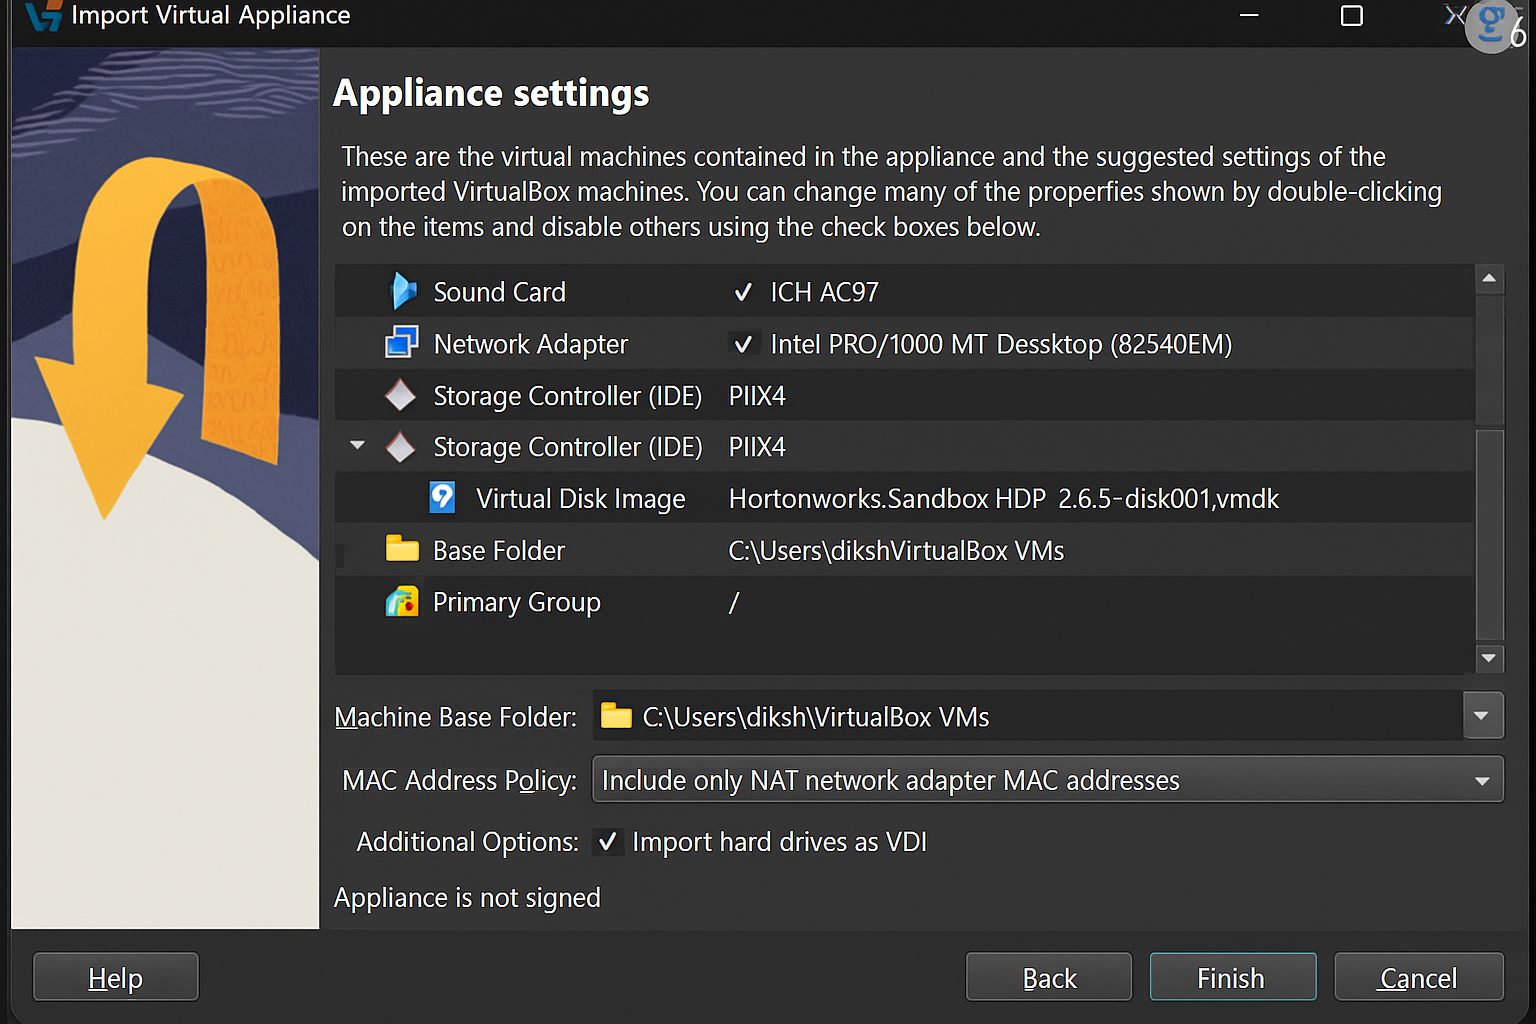 Import Virtual Appliance
6
Appliance settings
These are the virtual machines contained in the appliance and the suggested settings of the
imported VirtualBox machines. You can change many of the properfies shown by double-clicking
on the items and disable others using the check boxes below.
Sound Card ICH AC97
Network Adapter Intel PRO/1000 MT Dessktop (82540EM)
Storage Controller (IDE) PIIX4
Storage Controller (IDE) PIIX4
Virtual Disk Image Hortonworks.Sandbox HDP 2.6.5-disk001,vmdk
Base Folder C:\Users\dikshVirtualBox VMs
Primary Group /
Machine Base Folder: C:\Users\diksh\VirtualBox VMs
MAC Address Policy: Include only NAT network adapter MAC addresses
Additional Options: Import hard drives as VDI
Appliance is not signed
Help Back Finish Cancel